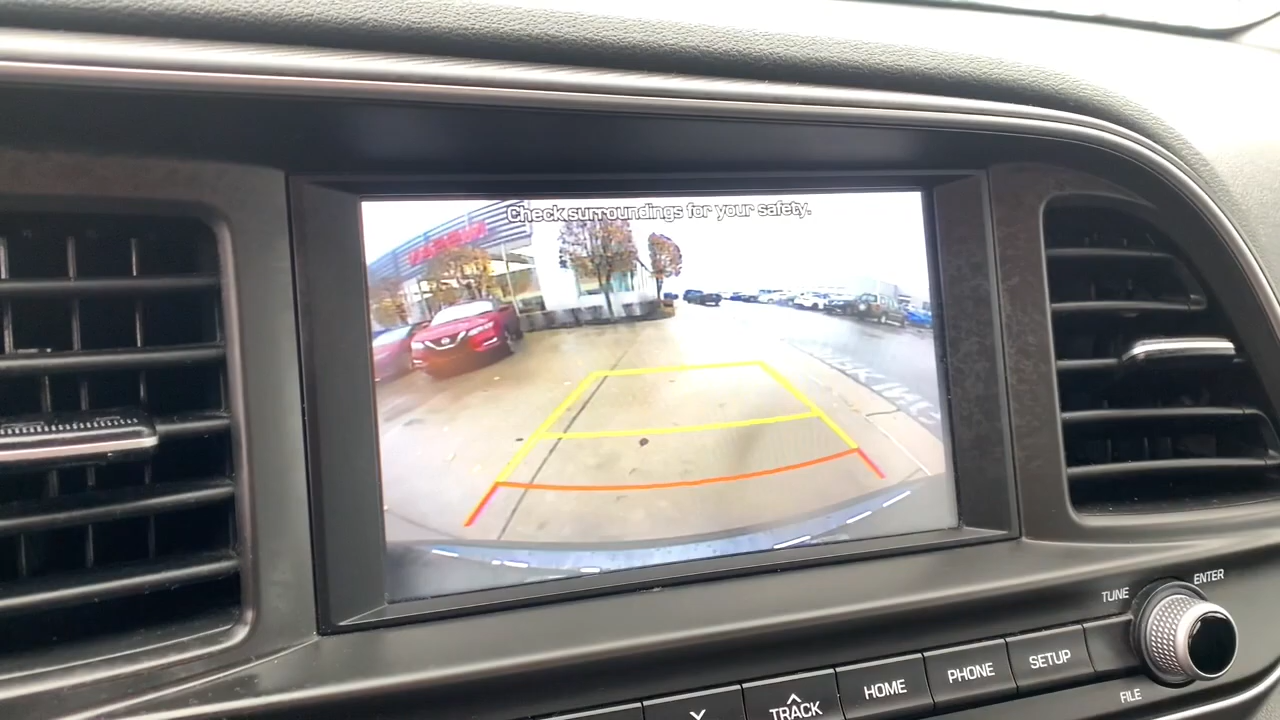 Check surroundings for your safety.
TUNE
ENTER
TRACK
HOME
PHONE
SETUP
FILE